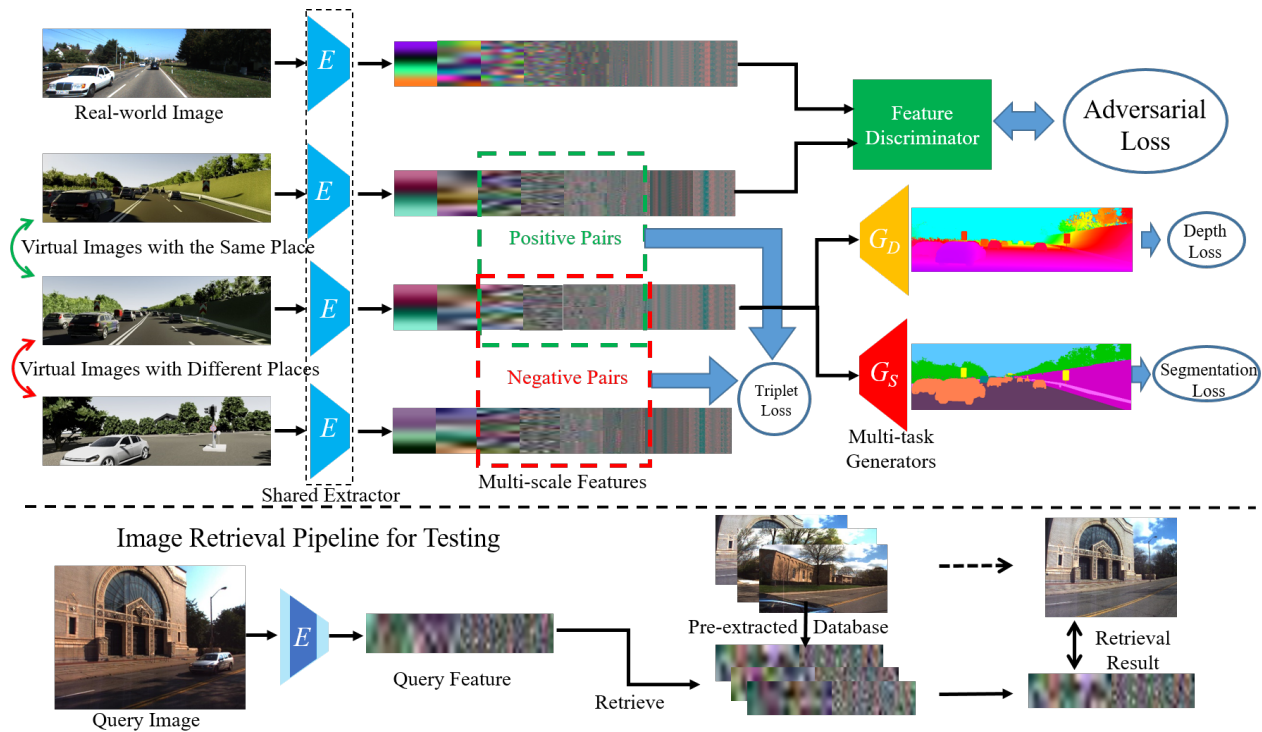 E
Real-world Image
Feature
Discriminator
Adversarial
Loss
E
Positive Pairs
Virtual Images with the Same Place
G_D
Depth
Loss
E
Virtual Images with Different Places
Negative Pairs
Triplet
Loss
G_S
Segmentation
Loss
E
Multi-task
Generators
Shared Extractor
Multi-scale Features
Image Retrieval Pipeline for Testing
E
Pre-extracted Database
Query Feature
Retrieve
Retrieval
Result
Query Image